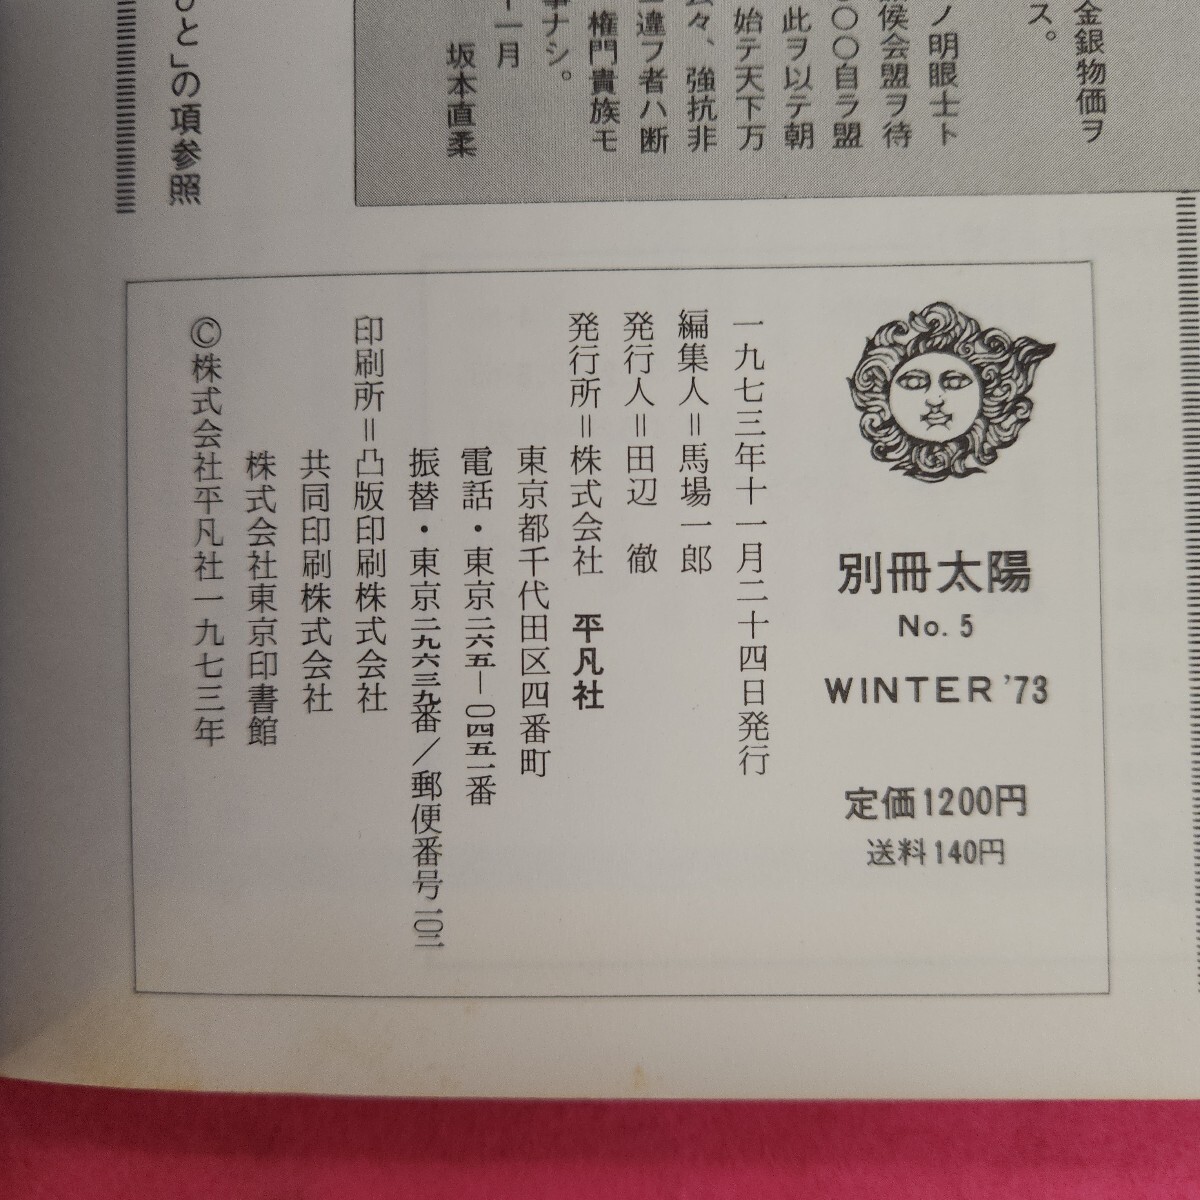 金銀物価ヲ
ス。
ノ明眼士ト
侯会盟ヲ待
〇〇〇自ラ盟
此ヲ以テ朝
始テ天下万
々、強抗非
違フ者ハ断
権門貴族モ
ナシ。
十一月
坂本直柔
ひと」の項参照
別冊太陽
No. 5
WINTER '73
定価1200円
送料140円
一九七三年十一月二十四日発行
編集人＝馬場一郎
発行人＝田辺 徹
発行所＝株式会社 平凡社
東京都千代田区四番町
電話・東京二六五―〇四五一番
振替・東京二九六三九番/郵便番号一〇二
印刷所＝凸版印刷株式会社
共同印刷株式会社
株式会社東京印書館
©株式会社平凡社一九七三年